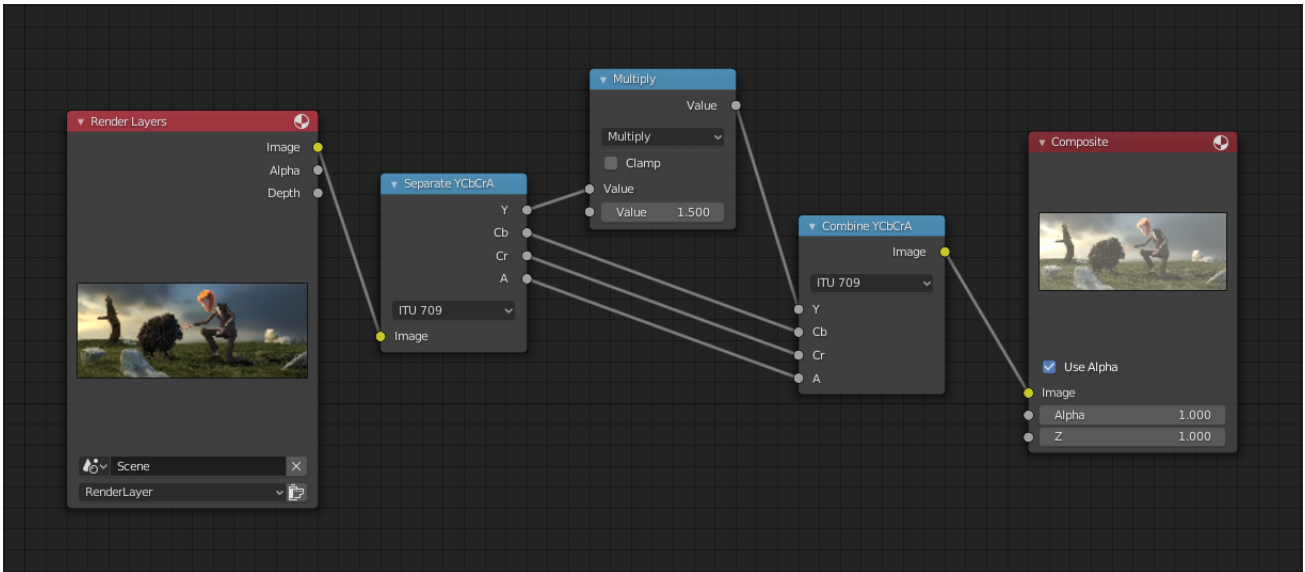 Render Layers
Image
Alpha
Depth
Scene
RenderLayer
Separate YCbCrA
Y
Cb
Cr
A
ITU 709
Image
Multiply
Value
Multiply
Clamp
Value
Value 1.500
Combine YCbCrA
Image
ITU 709
Y
Cb
Cr
A
Composite
Use Alpha
Image
Alpha 1.000
Z 1.000